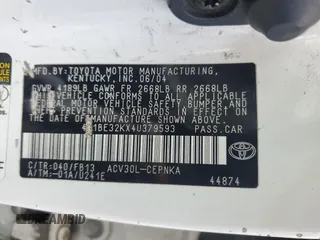 MFD.BY:TOYOTA MOTOR MANUFACTURING,
KENTUCKY,INC.06/04
GVWR 4189LB GAWR FR 2668LB RR 2668LB
THIS VEHICLE CONFORMS TO ALL APPLICABLE
FEDERAL MOTOR VEHICLE SAFETY, BUMPER, AND
THEFT PREVENTION STANDARDS IN EFFECT ON
THE DATE OF MANUFACTURE SHOWN ABOVE.
4T1BE32KX4U379593 PASS.CAR
C/TR:040/FB13 ACV30L-CEPNKA
A/TM:-01A/U241E
44874
TOYOTA